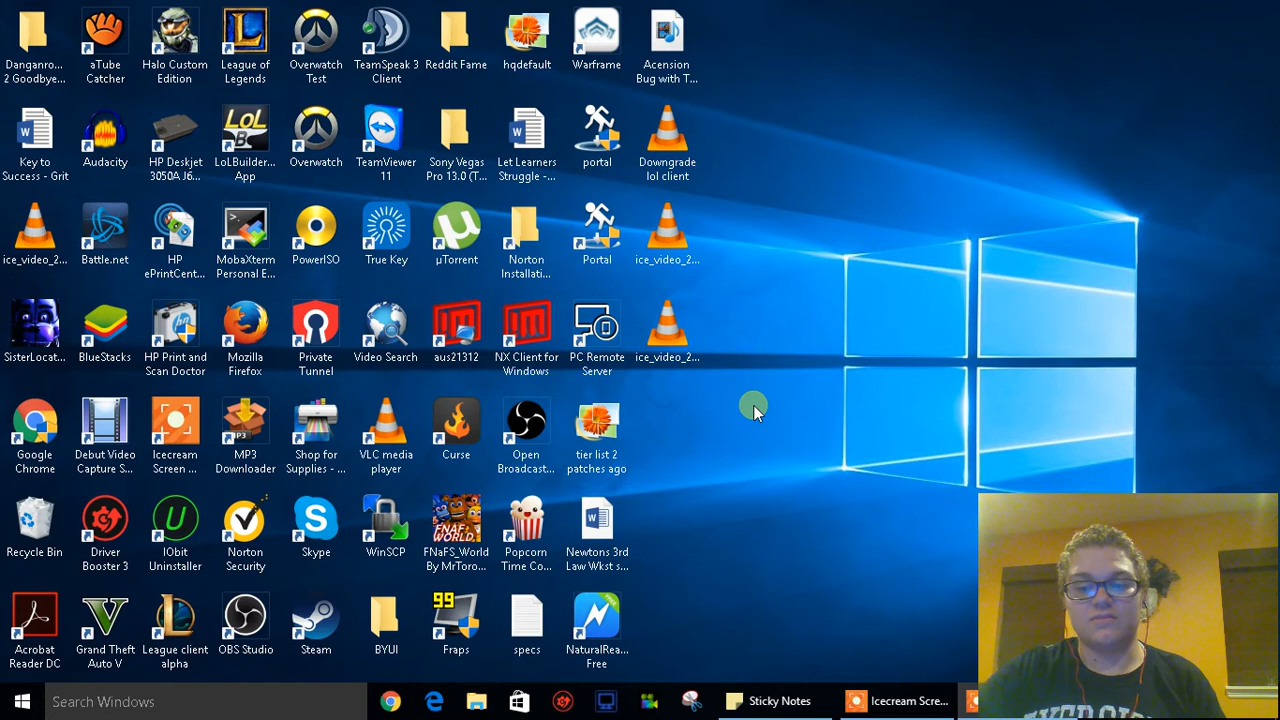 Danganro...
2 Goodbye...
aTube
Catcher
Halo Custom
Edition
League of
Legends
Overwatch
Test
TeamSpeak 3
Client
Reddit Fame
hqdefault
Warframe
Acension
Bug with T...
Key to
Success - Grit
Audacity
HP Deskjet
3050A J6...
LoLBuilder...
App
Overwatch
TeamViewer
11
Sony Vegas
Pro 13.0 (T...
Let Learners
Struggle -...
portal
Downgrade
lol client
ice_video_2...
Battle.net
HP
ePrintCent...
MobaXterm
Personal E...
PowerISO
True Key
µTorrent
Norton
Installati...
Portal
ice_video_2...
SisterLocat...
BlueStacks
HP Print and
Scan Doctor
Mozilla
Firefox
Private
Tunnel
Video Search
aus21312
NX Client for
Windows
PC Remote
Server
ice_video_2...
Google
Chrome
Debut Video
Capture S...
Icecream
Screen ...
MP3
Downloader
Shop for
Supplies - ...
VLC media
player
Curse
Open
Broadcast...
tier list 2
patches ago
Recycle Bin
Driver
Booster 3
IObit
Uninstaller
Norton
Security
Skype
WinSCP
FNaFS_World
By MrToro...
Popcorn
Time Co...
Newtons 3rd
Law Wkst s...
Acrobat
Reader DC
Grand Theft
Auto V
League client
alpha
OBS Studio
Steam
BYUI
Fraps
specs
NaturalRea...
Free
Search Windows
Sticky Notes
Icecream Scre...